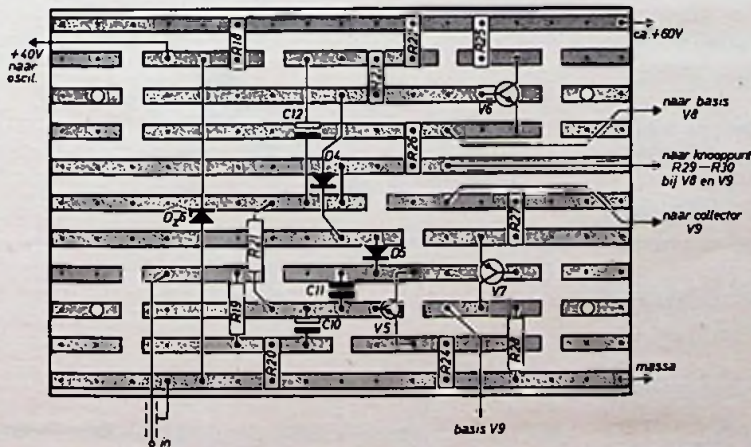 +40V
naar
oscil.
R18
R23
R25
ca.+60V
R22
V6
naar basis
V8
C12
R26
naar knooppunt
R29—R30
bij V8 en V9
D4
naar collector
V9
R27
R21
D5
V7
R19
C11
V5
C10
R20
R24
R28
massa
in
basis V9